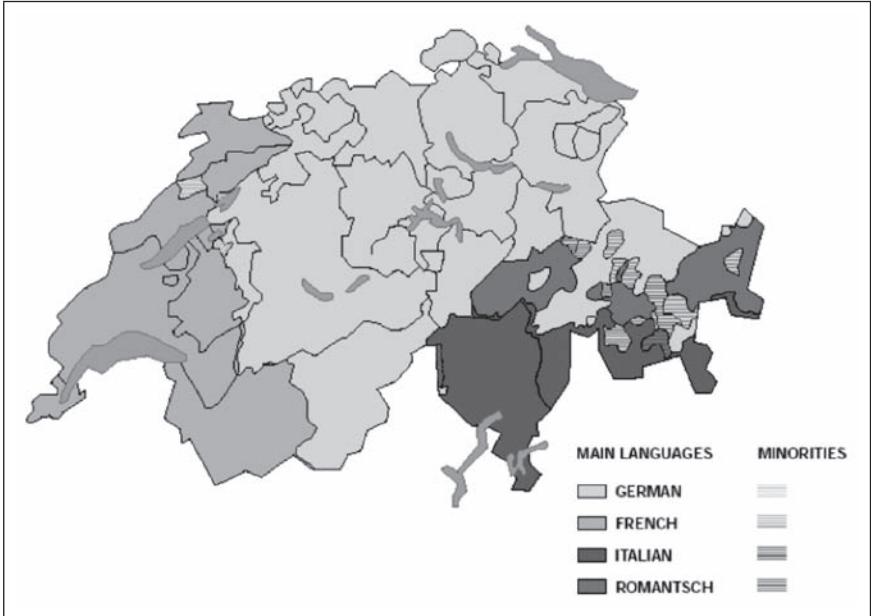 MAIN LANGUAGES MINORITIES
GERMAN
FRENCH
ITALIAN
ROMANTSCH